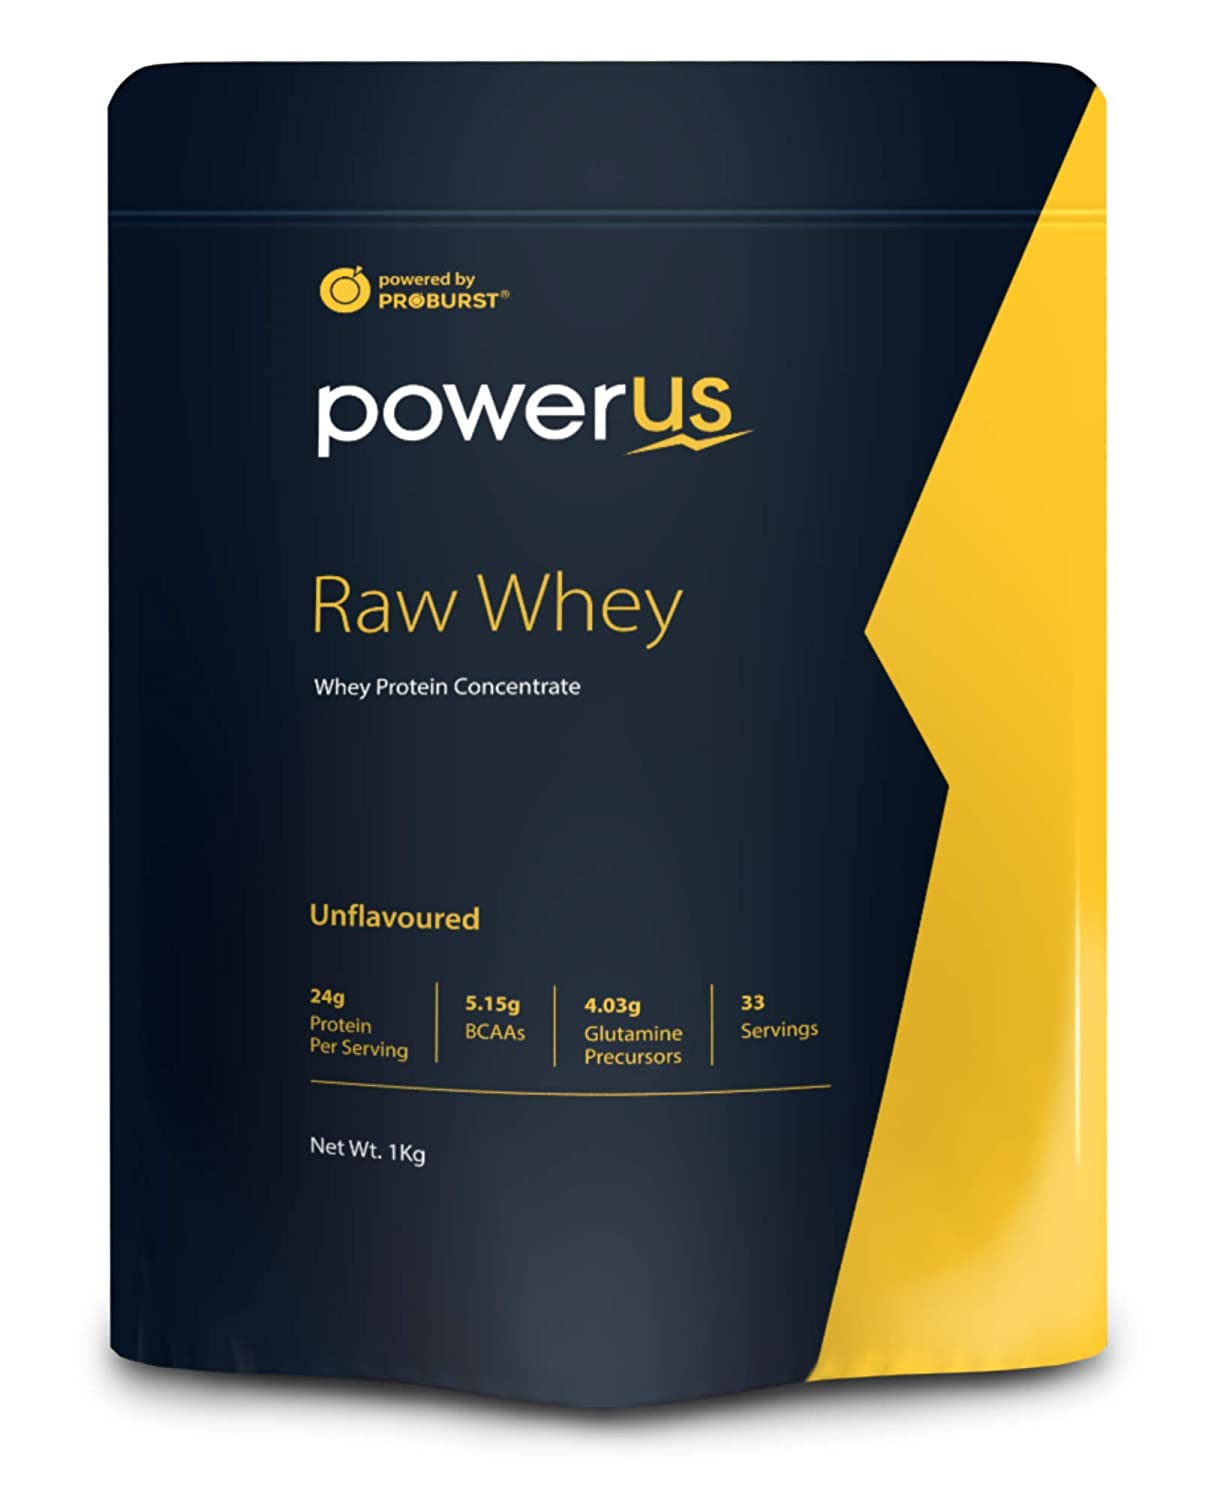 powered by
PROBURST®
powerus
Raw Whey
Whey Protein Concentrate
Unflavoured
24g
Protein
Per Serving
5.15g
BCAAs
4.03g
Glutamine
Precursors
33
Servings
Net Wt. 1Kg